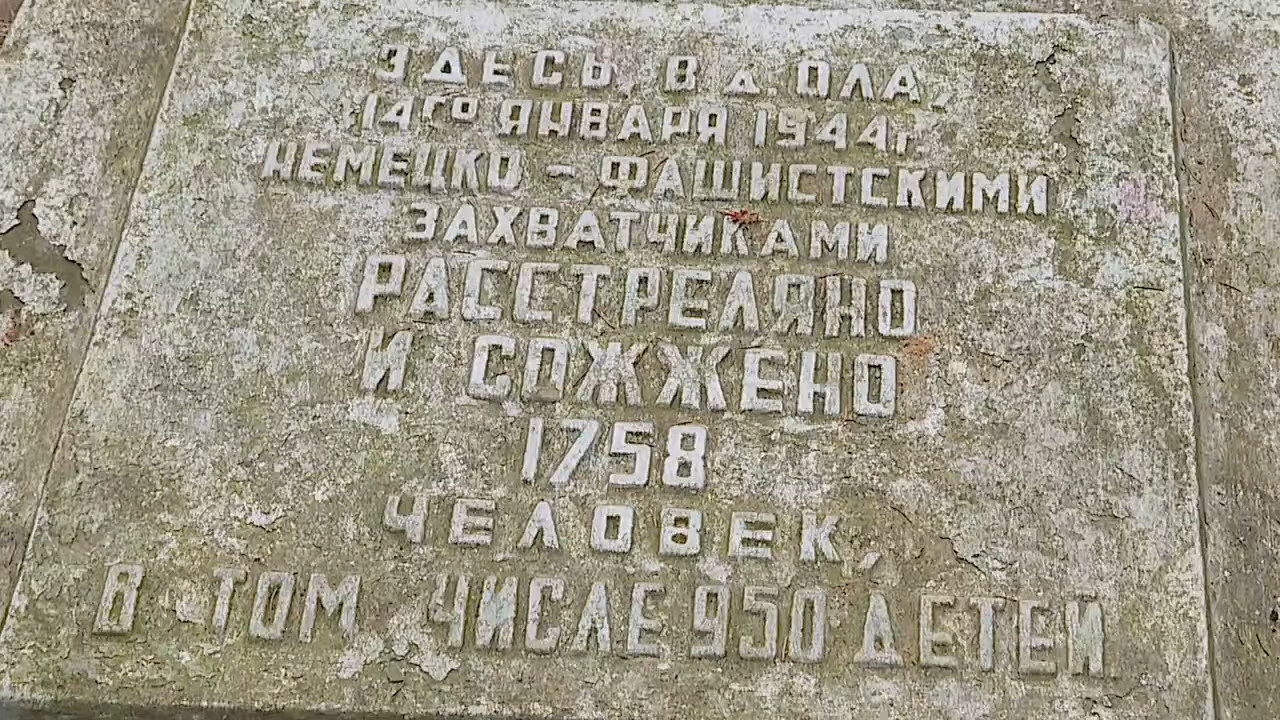 ЗДЕСЬ, В Д. ОЛА,
14го ЯНВАРЯ 1944г.
НЕМЕЦКО - ФАШИСТСКИМИ
ЗАХВАТЧИКАМИ
РАССТРЕЛЯНО
И СОЖЖЕНО
1758
ЧЕЛОВЕК,
В ТОМ ЧИСЛЕ 950 ДЕТЕЙ